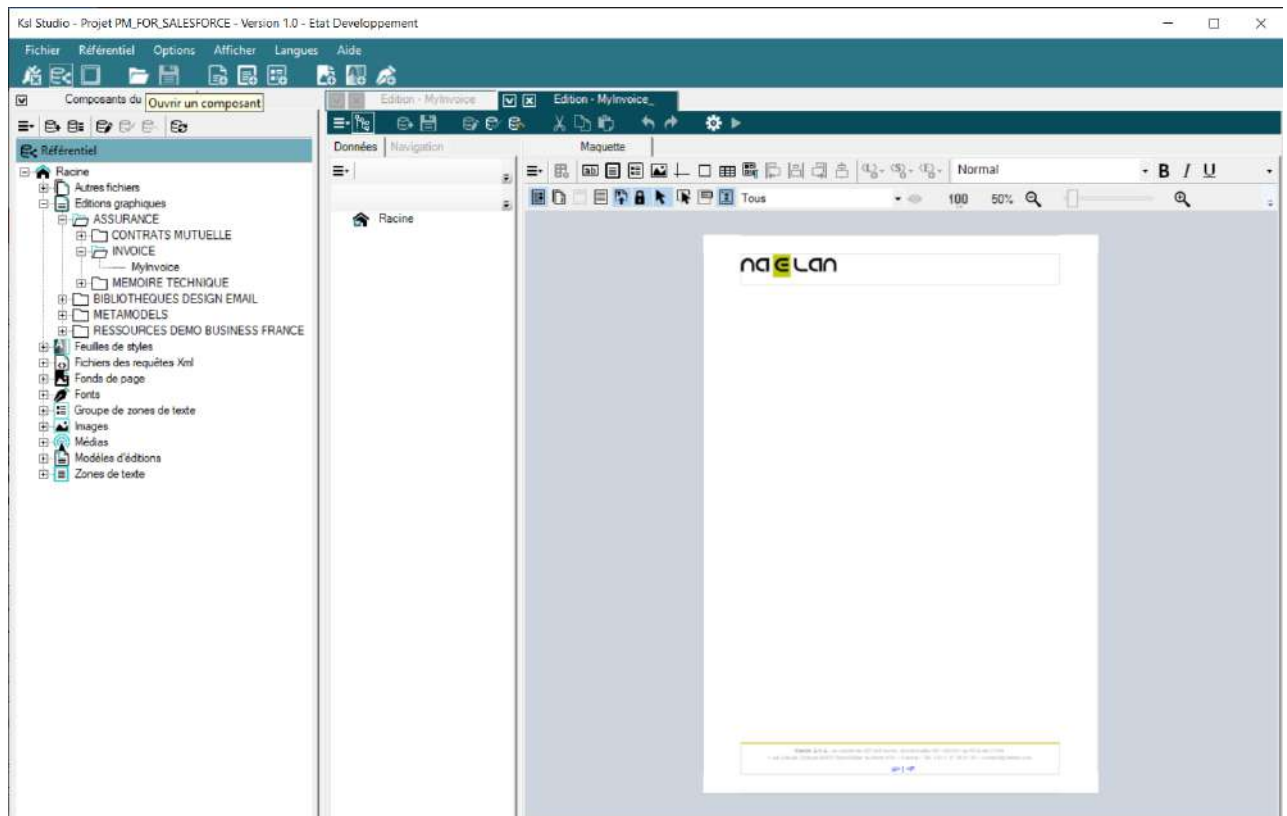 Ksl Studio - Projet PM_FOR_SALESFORCE - Version 1.0 - Etat Developpement
Fichier Référentiel Options Afficher Langues Aide
Composants du
Ouvrir un composant
Edition - MyInvoice
Edition - MyInvoice_
Référentiel
Données Navigation
Maquette
Normal
B I U
Tous
100
50%
Racine
Autres fichiers
Editions graphiques
ASSURANCE
CONTRATS MUTUELLE
INVOICE
MyInvoice
MEMOIRE TECHNIQUE
BIBLIOTHEQUES DESIGN EMAIL
METAMODELS
RESSOURCES DEMO BUSINESS FRANCE
Feuilles de styles
Fichiers des requêtes Xml
Fonds de page
Fonts
Groupe de zones de texte
Images
Médias
Modèles d'éditions
Zones de texte
Racine
naelan